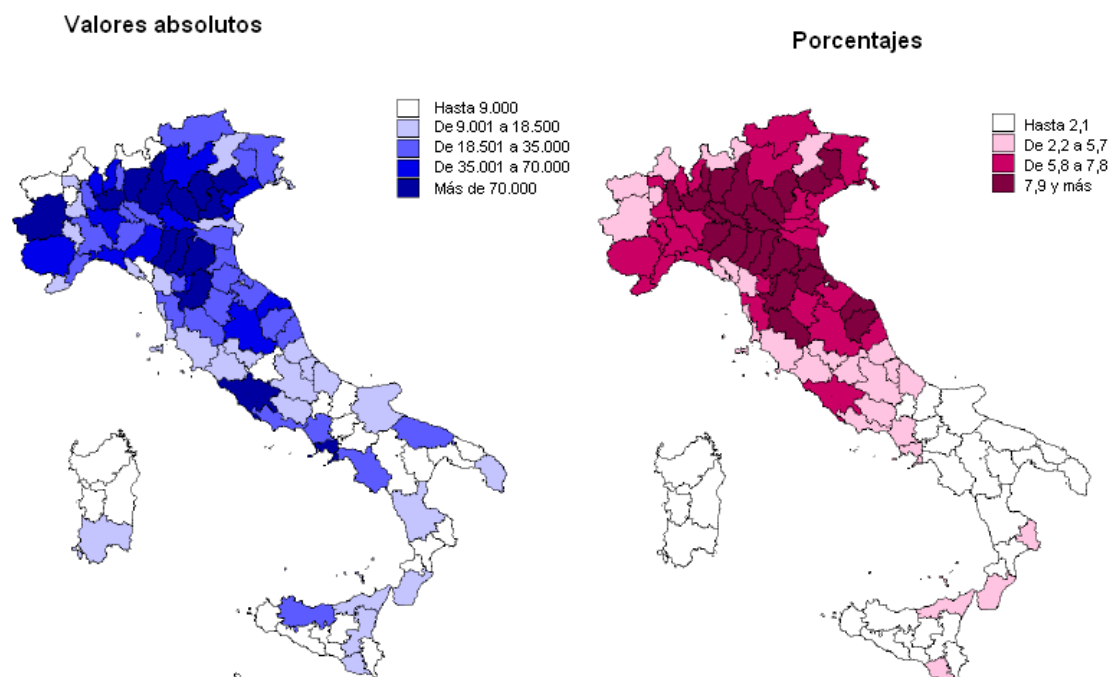 Valores absolutos
Hasta 9.000
De 9.001 a 18.500
De 18.501 a 35.000
De 35.001 a 70.000
Más de 70.000
Porcentajes
Hasta 2,1
De 2,2 a 5,7
De 5,8 a 7,8
7,9 y más